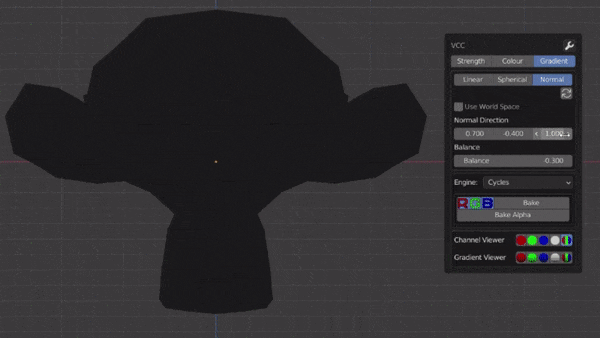 VCC
Strength Colour Gradient
Linear Spherical Normal
Use World Space
Normal Direction
0.700 -0.400 1.000
Balance
Balance -0.300
Engine: Cycles
RGB Bake
Bake Alpha
Channel Viewer
Gradient Viewer